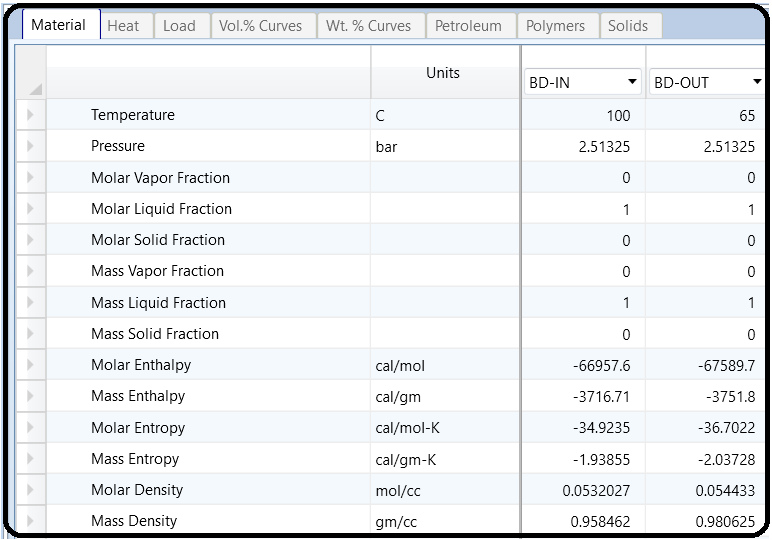 Material Heat Load Vol.% Curves Wt. % Curves Petroleum Polymers Solids
Units BD-IN BD-OUT
Temperature C 100 65
Pressure bar 2.51325 2.51325
Molar Vapor Fraction 0 0
Molar Liquid Fraction 1 1
Molar Solid Fraction 0 0
Mass Vapor Fraction 0 0
Mass Liquid Fraction 1 1
Mass Solid Fraction 0 0
Molar Enthalpy cal/mol -66957.6 -67589.7
Mass Enthalpy cal/gm -3716.71 -3751.8
Molar Entropy cal/mol-K -34.9235 -36.7022
Mass Entropy cal/gm-K -1.93855 -2.03728
Molar Density mol/cc 0.0532027 0.054433
Mass Density gm/cc 0.958462 0.980625